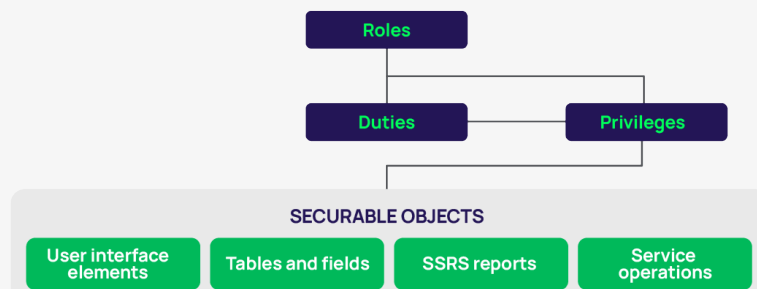 Roles
Duties
Privileges
SECURABLE OBJECTS
User interface
elements
Tables and fields
SSRS reports
Service
operations